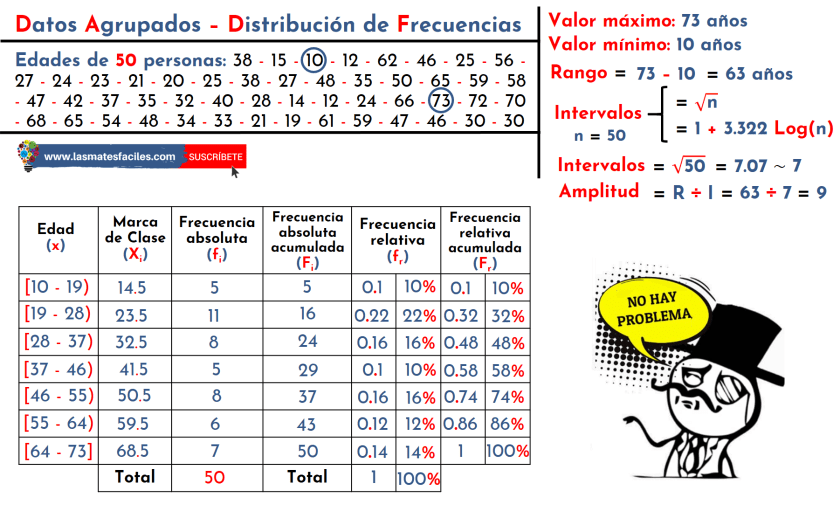 Datos Agrupados – Distribución de Frecuencias
Edades de 50 personas: 38 - 15 - 10 - 12 - 62 - 46 - 25 - 56 -
27 - 24 - 23 - 21 - 20 - 25 - 38 - 27 - 48 - 35 - 50 - 65 - 59 - 58
- 47 - 42 - 37 - 35 - 32 - 40 - 28 - 14 - 12 - 24 - 66 - 73 - 72 - 70
- 68 - 65 - 54 - 48 - 34 - 33 - 21 - 19 - 61 - 59 - 47 - 46 - 30 - 30
www.lasmatesfaciles.com SUSCRÍBETE
Valor máximo: 73 años
Valor mínimo: 10 años
Rango = 73 - 10 = 63 años
Intervalos
n = 50
= √n
= 1 + 3.322 Log(n)
Intervalos = √50 = 7.07 ~ 7
Amplitud = R ÷ I = 63 ÷ 7 = 9
Edad (x) | Marca de Clase (Xi) | Frecuencia absoluta (fi) | Frecuencia absoluta acumulada (Fi) | Frecuencia relativa (fr) | Frecuencia relativa acumulada (Fr)
[10 - 19) 14.5 5 5 0.1 10% 0.1 10%
[19 - 28) 23.5 11 16 0.22 22% 0.32 32%
[28 - 37) 32.5 8 24 0.16 16% 0.48 48%
[37 - 46) 41.5 5 29 0.1 10% 0.58 58%
[46 - 55) 50.5 8 37 0.16 16% 0.74 74%
[55 - 64) 59.5 6 43 0.12 12% 0.86 86%
[64 - 73] 68.5 7 50 0.14 14% 1 100%
Total 50 Total 1 100%
NO HAY
PROBLEMA